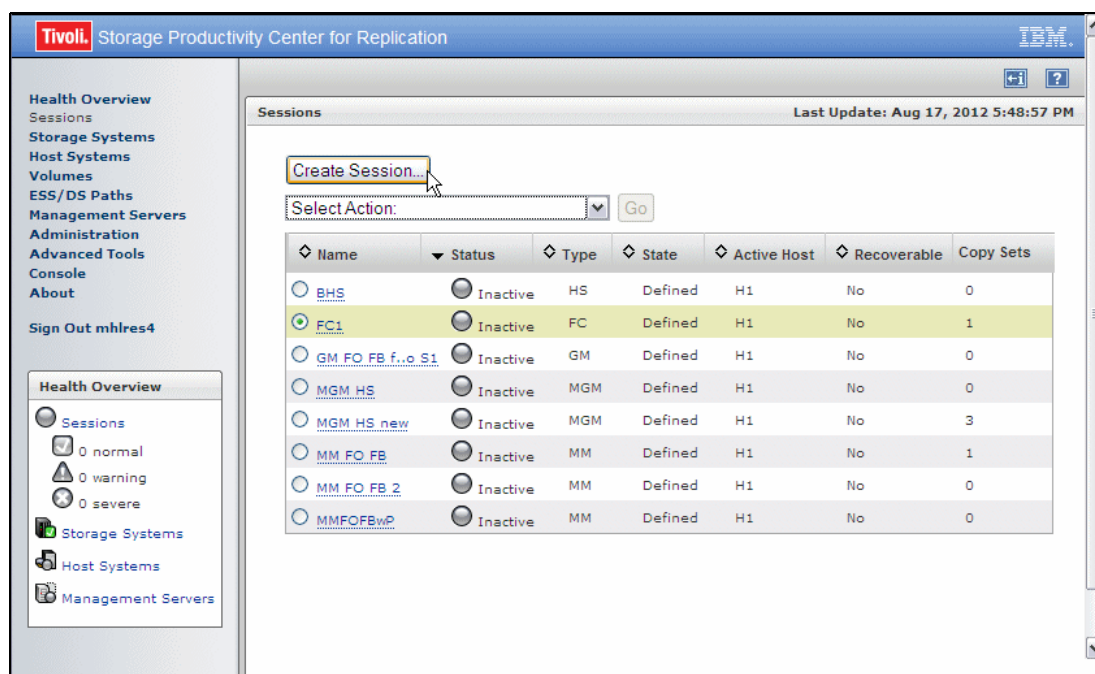 Tivoli. Storage Productivity Center for Replication IBM.
Health Overview
Sessions
Storage Systems
Host Systems
Volumes
ESS/DS Paths
Management Servers
Administration
Advanced Tools
Console
About
Sign Out mhlres4
Health Overview
Sessions
0 normal
0 warning
0 severe
Storage Systems
Host Systems
Management Servers
Sessions Last Update: Aug 17, 2012 5:48:57 PM
Create Session...
Select Action: Go
Name Status Type State Active Host Recoverable Copy Sets
BHS Inactive HS Defined H1 No 0
FC1 Inactive FC Defined H1 No 1
GM FO FB f..o S1 Inactive GM Defined H1 No 0
MGM HS Inactive MGM Defined H1 No 0
MGM HS new Inactive MGM Defined H1 No 3
MM FO FB Inactive MM Defined H1 No 1
MM FO FB 2 Inactive MM Defined H1 No 0
MMFOFBwP Inactive MM Defined H1 No 0